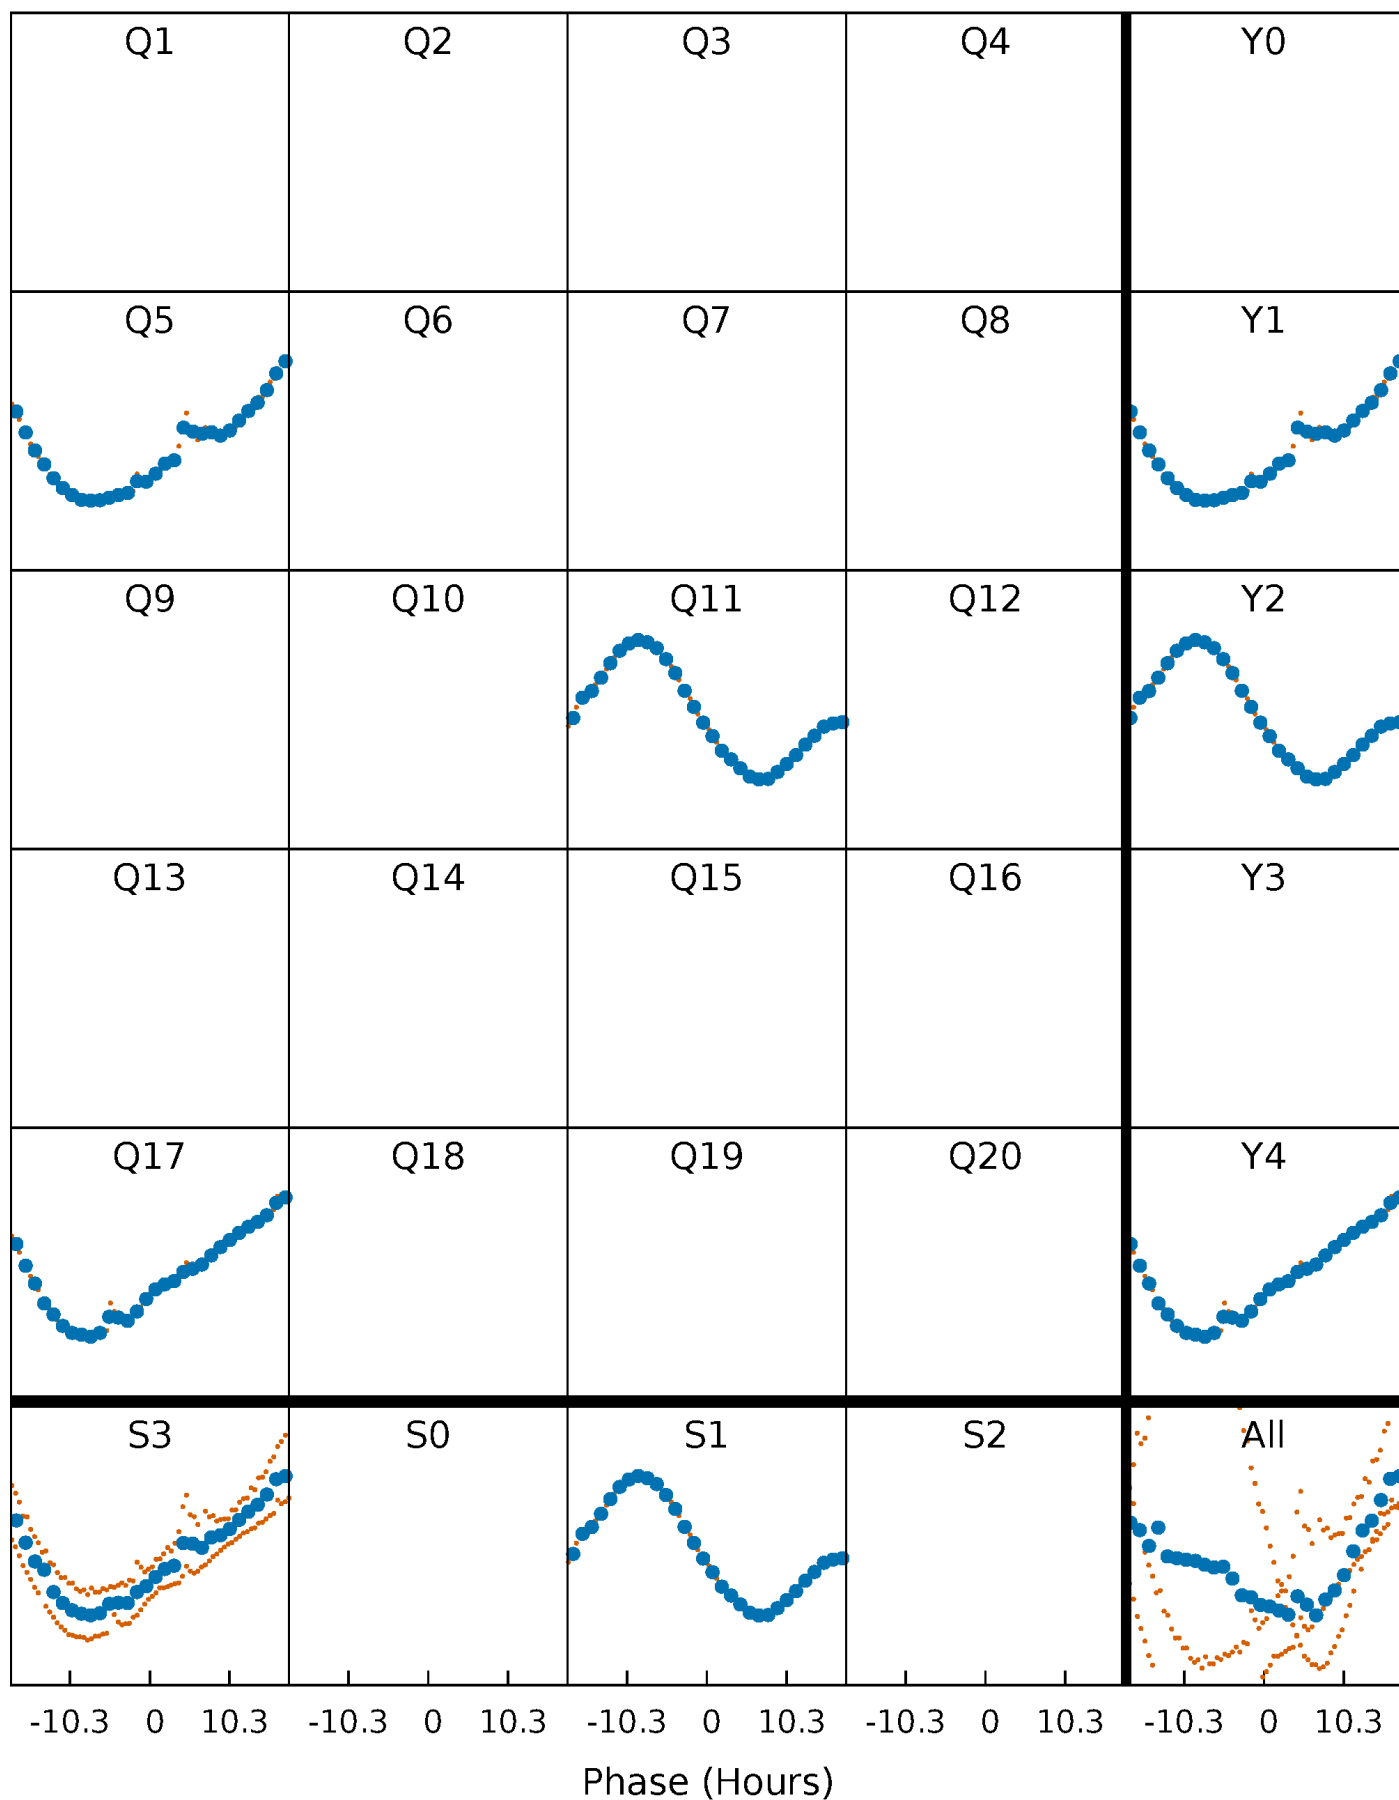 Q1 Q2 Q3 Q4 Y0
Q5 Q6 Q7 Q8 Y1
Q9 Q10 Q11 Q12 Y2
Q13 Q14 Q15 Q16 Y3
Q17 Q18 Q19 Q20 Y4
S3 S0 S1 S2 All
-10.3 0 10.3 -10.3 0 10.3 -10.3 0 10.3 -10.3 0 10.3 -10.3 0 10.3
Phase (Hours)